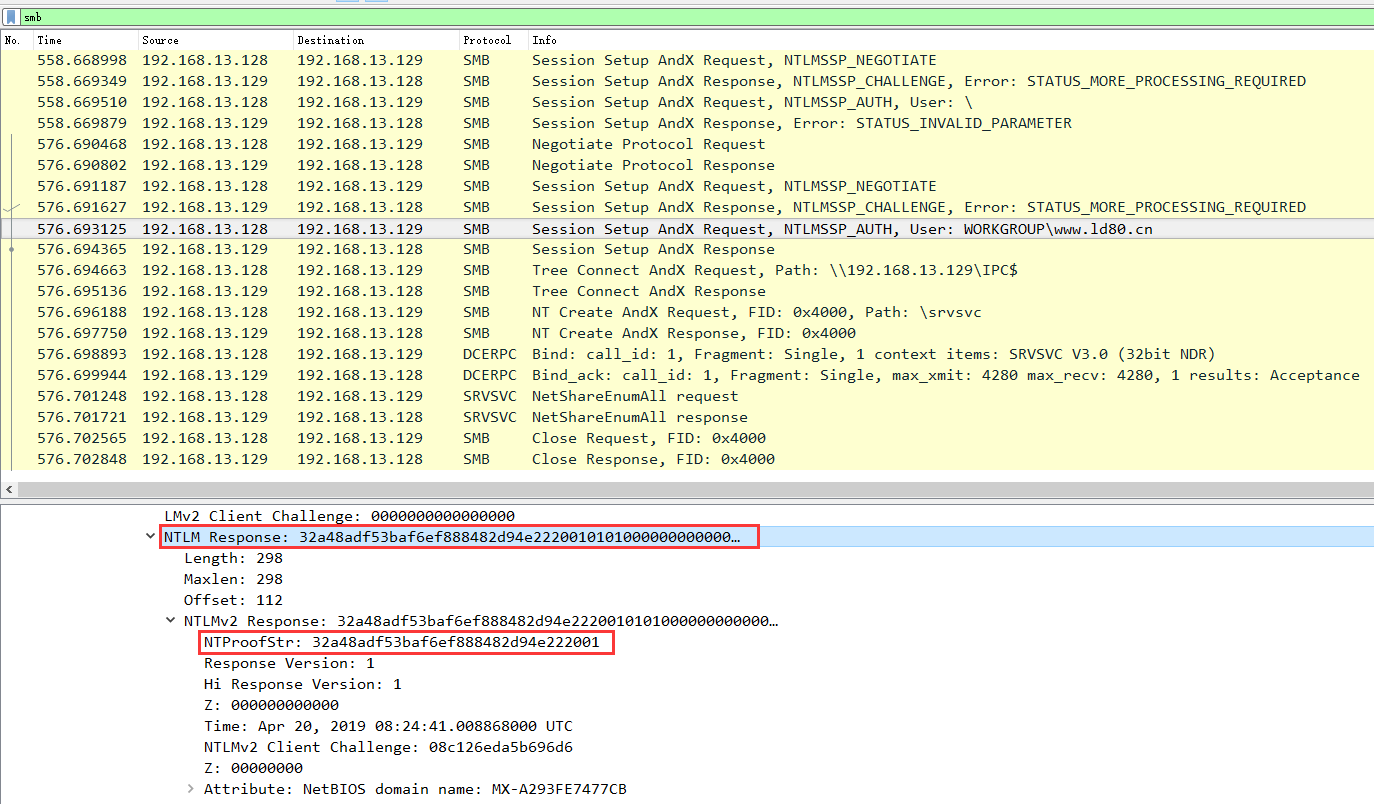 smb
No. Time Source Destination Protocol Info
558.668998 192.168.13.128 192.168.13.129 SMB Session Setup AndX Request, NTLMSSP_NEGOTIATE
558.669349 192.168.13.129 192.168.13.128 SMB Session Setup AndX Response, NTLMSSP_CHALLENGE, Error: STATUS_MORE_PROCESSING_REQUIRED
558.669510 192.168.13.128 192.168.13.129 SMB Session Setup AndX Request, NTLMSSP_AUTH, User: \
558.669879 192.168.13.129 192.168.13.128 SMB Session Setup AndX Response, Error: STATUS_INVALID_PARAMETER
576.690468 192.168.13.128 192.168.13.129 SMB Negotiate Protocol Request
576.690802 192.168.13.129 192.168.13.128 SMB Negotiate Protocol Response
576.691187 192.168.13.128 192.168.13.129 SMB Session Setup AndX Request, NTLMSSP_NEGOTIATE
576.691627 192.168.13.129 192.168.13.128 SMB Session Setup AndX Response, NTLMSSP_CHALLENGE, Error: STATUS_MORE_PROCESSING_REQUIRED
576.693125 192.168.13.128 192.168.13.129 SMB Session Setup AndX Request, NTLMSSP_AUTH, User: WORKGROUP\www.ld80.cn
576.694365 192.168.13.129 192.168.13.128 SMB Session Setup AndX Response
576.694663 192.168.13.128 192.168.13.129 SMB Tree Connect AndX Request, Path: \\192.168.13.129\IPC$
576.695136 192.168.13.129 192.168.13.128 SMB Tree Connect AndX Response
576.696188 192.168.13.128 192.168.13.129 SMB NT Create AndX Request, FID: 0x4000, Path: \srvsvc
576.697750 192.168.13.129 192.168.13.128 SMB NT Create AndX Response, FID: 0x4000
576.698893 192.168.13.128 192.168.13.129 DCERPC Bind: call_id: 1, Fragment: Single, 1 context items: SRVSVC V3.0 (32bit NDR)
576.699944 192.168.13.129 192.168.13.128 DCERPC Bind_ack: call_id: 1, Fragment: Single, max_xmit: 4280 max_recv: 4280, 1 results: Acceptance
576.701248 192.168.13.128 192.168.13.129 SRVSVC NetShareEnumAll request
576.701721 192.168.13.129 192.168.13.128 SRVSVC NetShareEnumAll response
576.702565 192.168.13.128 192.168.13.129 SMB Close Request, FID: 0x4000
576.702848 192.168.13.129 192.168.13.128 SMB Close Response, FID: 0x4000
LMv2 Client Challenge: 0000000000000000
NTLM Response: 32a48adf53baf6ef888482d94e2220010101000000000000…
Length: 298
Maxlen: 298
Offset: 112
NTLMv2 Response: 32a48adf53baf6ef888482d94e2220010101000000000000…
NTProofStr: 32a48adf53baf6ef888482d94e222001
Response Version: 1
Hi Response Version: 1
Z: 000000000000
Time: Apr 20, 2019 08:24:41.008868000 UTC
NTLMv2 Client Challenge: 08c126eda5b696d6
Z: 00000000
Attribute: NetBIOS domain name: MX-A293FE7477CB